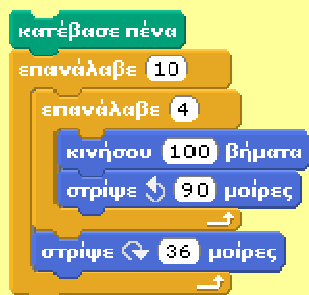 κατέβασε πένα
επανάλαβε 10
επανάλαβε 4
κινήσου 100 βήματα
στρίψε 90 μοίρες
στρίψε 36 μοίρες